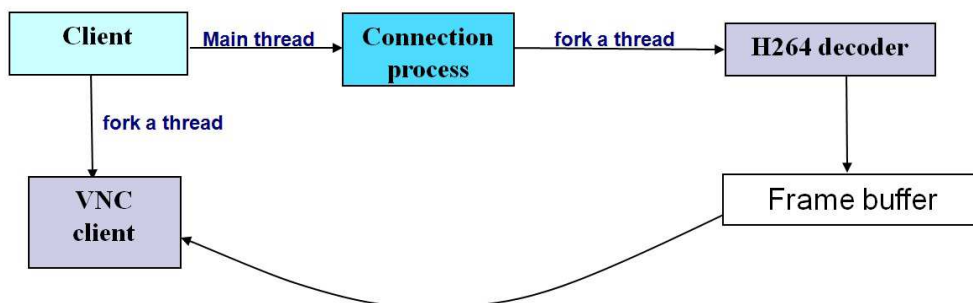 Client
Main thread
Connection
process
fork a thread
H264 decoder
fork a thread
VNC
client
Frame buffer